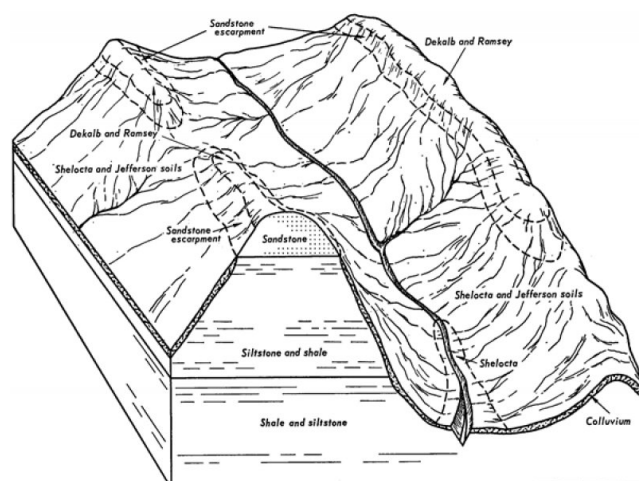 Sandstone
escarpment
Dekalb and Ramsey
Dekalb and Ramsey
Shelocta and Jefferson soils
Sandstone
escarpment
Sandstone
Shelocta and Jefferson soils
Siltstone and shale
Shelocta
Shale and siltstone
Colluvium